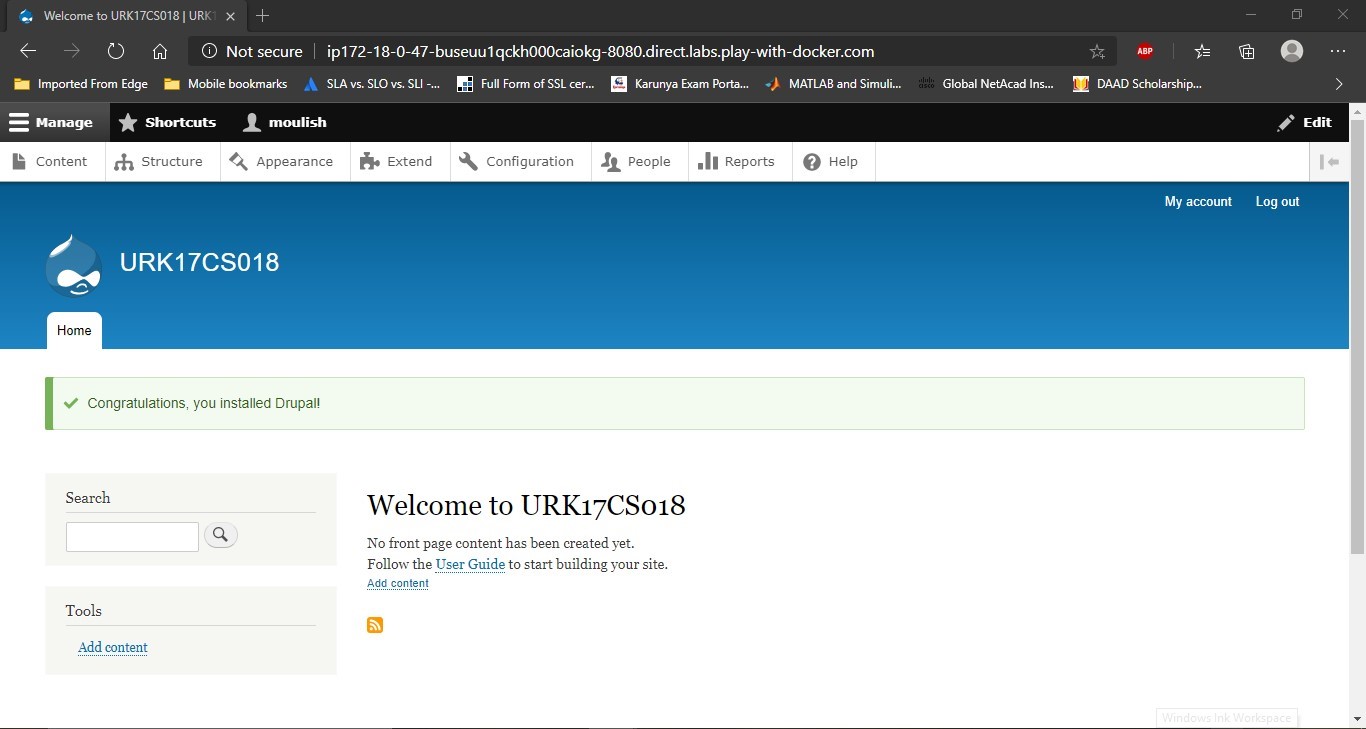 Welcome to URK17CS018 | URK1
Not secure ip172-18-0-47-buseuu1qckh000caiokg-8080.direct.labs.play-with-docker.com ABP
Imported From Edge Mobile bookmarks SLA vs. SLO vs. SLI -... Full Form of SSL cer... Karunya Exam Porta... MATLAB and Simuli... Global NetAcad Ins... DAAD Scholarship...
Manage Shortcuts moulish Edit
Content Structure Appearance Extend Configuration People Reports Help
My account Log out
URK17CS018
Home
Congratulations, you installed Drupal!
Search
Welcome to URK17CS018
No front page content has been created yet.
Follow the User Guide to start building your site.
Add content
Tools
Add content
Windows Ink Workspace